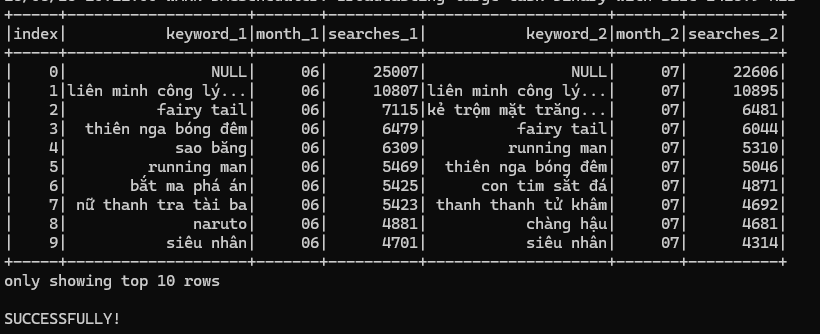 +-----+--------------------+-------+----------+--------------------+-------+----------+
|index|           keyword_1|month_1|searches_1|           keyword_2|month_2|searches_2|
+-----+--------------------+-------+----------+--------------------+-------+----------+
|    0|                NULL|     06|     25007|                NULL|     07|     22606|
|    1|liên minh công lý...|     06|     10807|liên minh công lý...|     07|     10895|
|    2|          fairy tail|     06|      7115|kẻ trộm mặt trăng...|     07|      6481|
|    3|  thiên nga bóng đêm|     06|      6479|          fairy tail|     07|      6044|
|    4|            sao băng|     06|      6309|         running man|     07|      5310|
|    5|         running man|     06|      5469|  thiên nga bóng đêm|     07|      5046|
|    6|       bắt ma phá án|     06|      5425|      con tim sắt đá|     07|      4871|
|    7| nữ thanh tra tài ba|     06|      5423| thanh thanh tử khâm|     07|      4692|
|    8|              naruto|     06|      4881|           chàng hậu|     07|      4681|
|    9|           siêu nhân|     06|      4701|           siêu nhân|     07|      4314|
+-----+--------------------+-------+----------+--------------------+-------+----------+
only showing top 10 rows
SUCCESSFULLY!